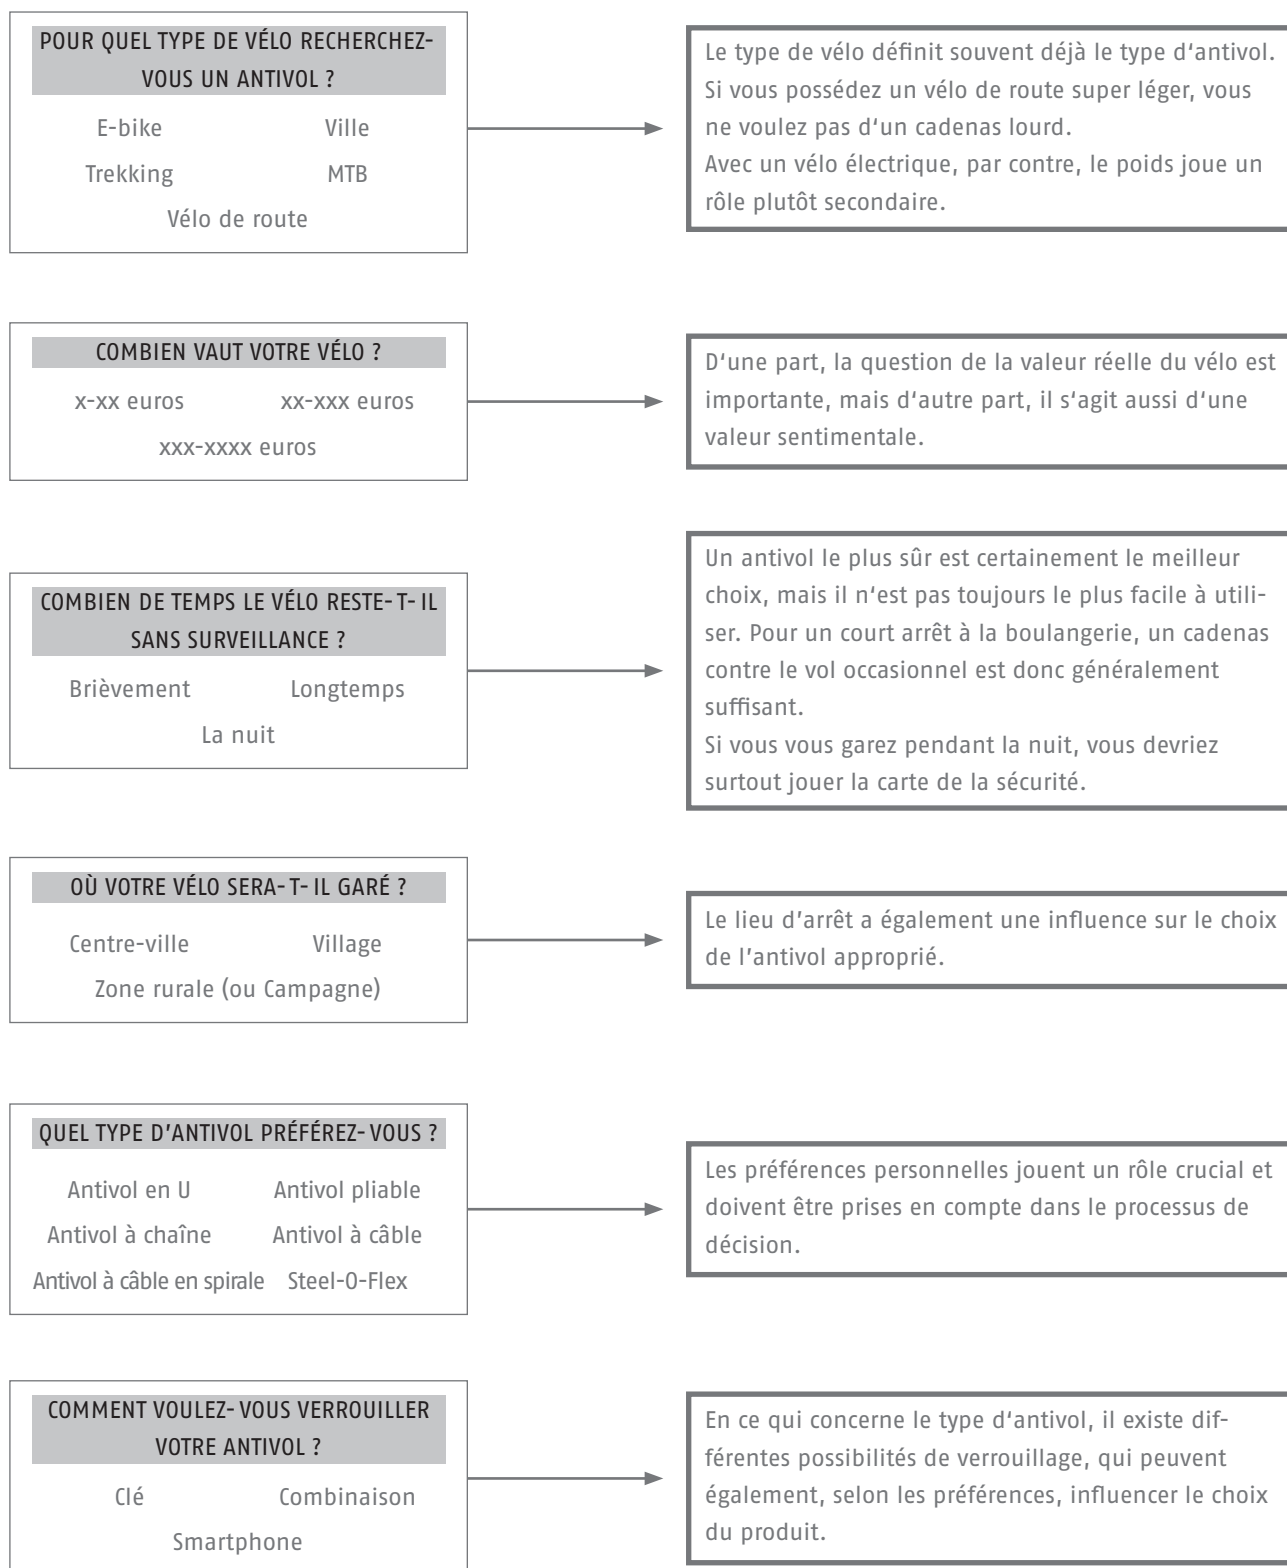 POUR QUEL TYPE DE VÉLO RECHERCHEZ-
VOUS UN ANTIVOL ?
E-bike Ville
Trekking MTB
Vélo de route
Le type de vélo définit souvent déjà le type d‘antivol.
Si vous possédez un vélo de route super léger, vous
ne voulez pas d‘un cadenas lourd.
Avec un vélo électrique, par contre, le poids joue un
rôle plutôt secondaire.
COMBIEN VAUT VOTRE VÉLO ?
x-xx euros xx-xxx euros
xxx-xxxx euros
D‘une part, la question de la valeur réelle du vélo est
importante, mais d‘autre part, il s‘agit aussi d‘une
valeur sentimentale.
COMBIEN DE TEMPS LE VÉLO RESTE-T-IL
SANS SURVEILLANCE ?
Brièvement Longtemps
La nuit
Un antivol le plus sûr est certainement le meilleur
choix, mais il n‘est pas toujours le plus facile à utili-
ser. Pour un court arrêt à la boulangerie, un cadenas
contre le vol occasionnel est donc généralement
suffisant.
Si vous vous garez pendant la nuit, vous devriez
surtout jouer la carte de la sécurité.
OÙ VOTRE VÉLO SERA-T-IL GARÉ ?
Centre-ville Village
Zone rurale (ou Campagne)
Le lieu d’arrêt a également une influence sur le choix
de l’antivol approprié.
QUEL TYPE D’ANTIVOL PRÉFÉREZ-VOUS ?
Antivol en U Antivol pliable
Antivol à chaîne Antivol à câble
Antivol à câble en spirale Steel-O-Flex
Les préférences personnelles jouent un rôle crucial et
doivent être prises en compte dans le processus de
décision.
COMMENT VOULEZ-VOUS VERROUILLER
VOTRE ANTIVOL ?
Clé Combinaison
Smartphone
En ce qui concerne le type d‘antivol, il existe dif-
férentes possibilités de verrouillage, qui peuvent
également, selon les préférences, influencer le choix
du produit.